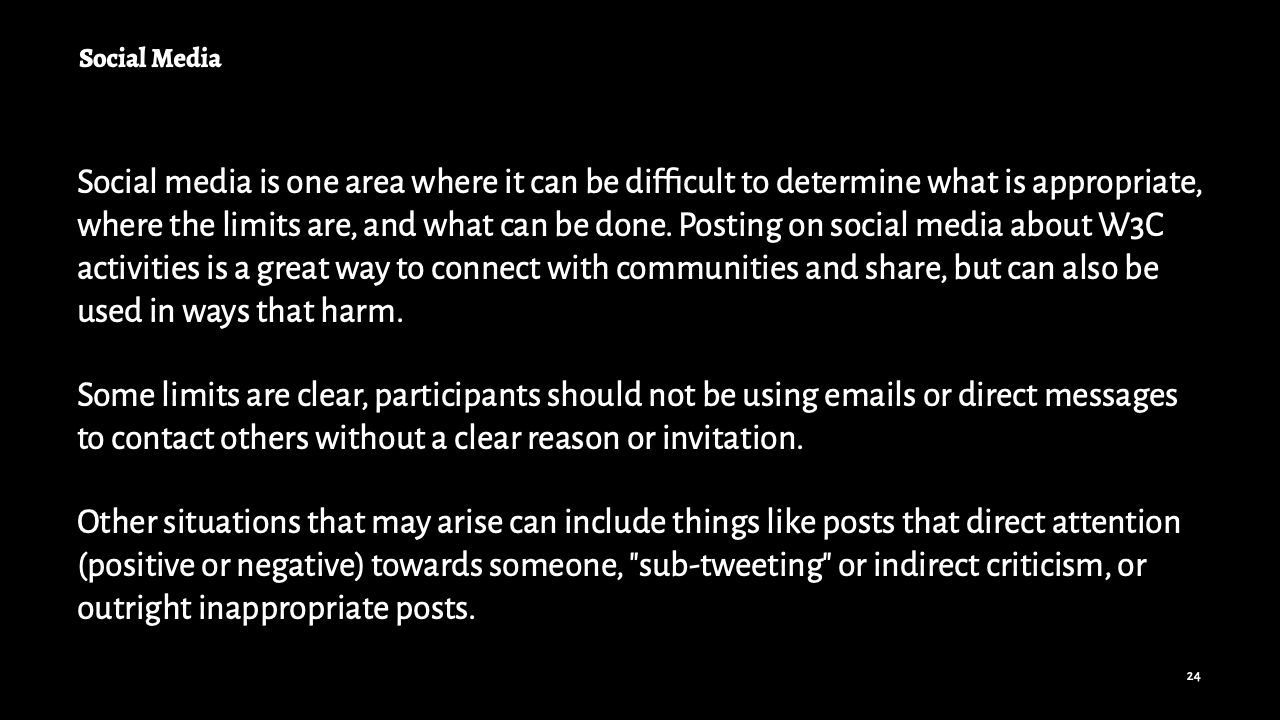 Social Media
Social media is one area where it can be difficult to determine what is appropriate,
where the limits are, and what can be done. Posting on social media about W3C
activities is a great way to connect with communities and share, but can also be
used in ways that harm.
Some limits are clear, participants should not be using emails or direct messages
to contact others without a clear reason or invitation.
Other situations that may arise can include things like posts that direct attention
(positive or negative) towards someone, "sub-tweeting" or indirect criticism, or
outright inappropriate posts.
24